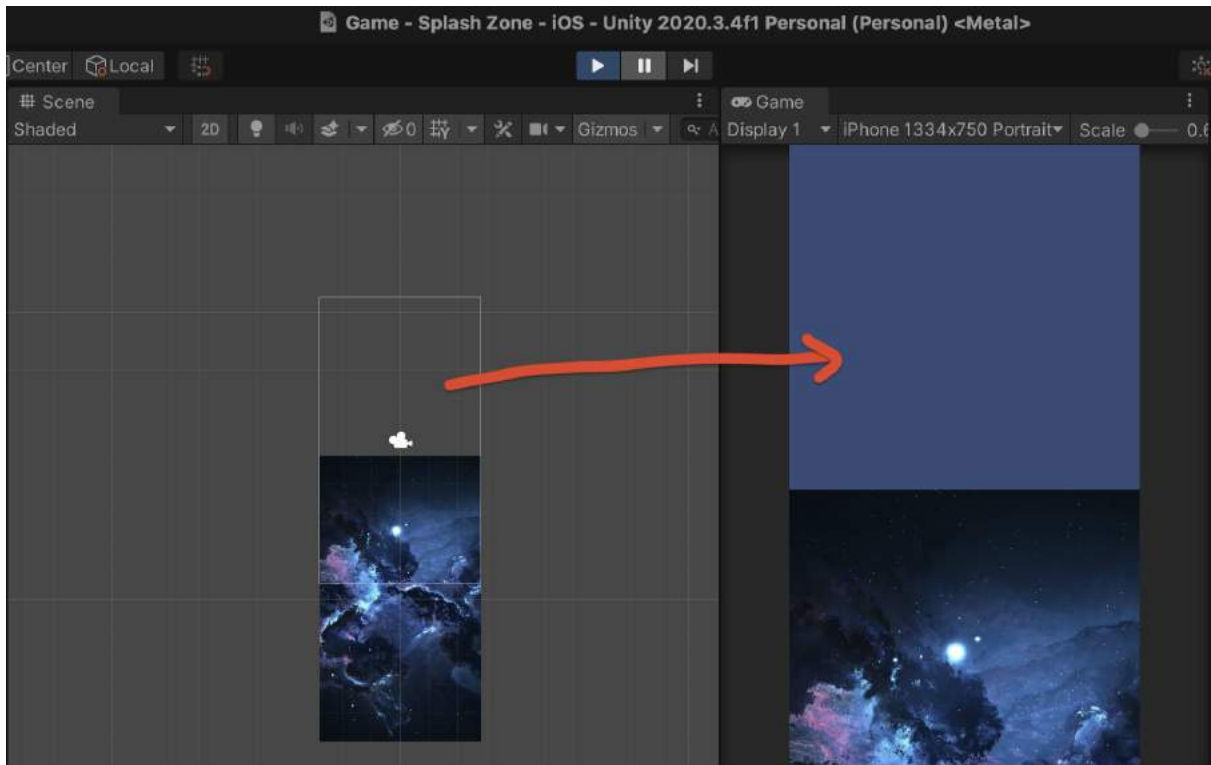 Game - Splash Zone - iOS - Unity 2020.3.4f1 Personal (Personal) <Metal>
Center Local
Scene
Game
Shaded 2D 0 Gizmos
Display 1 iPhone 1334x750 Portrait Scale